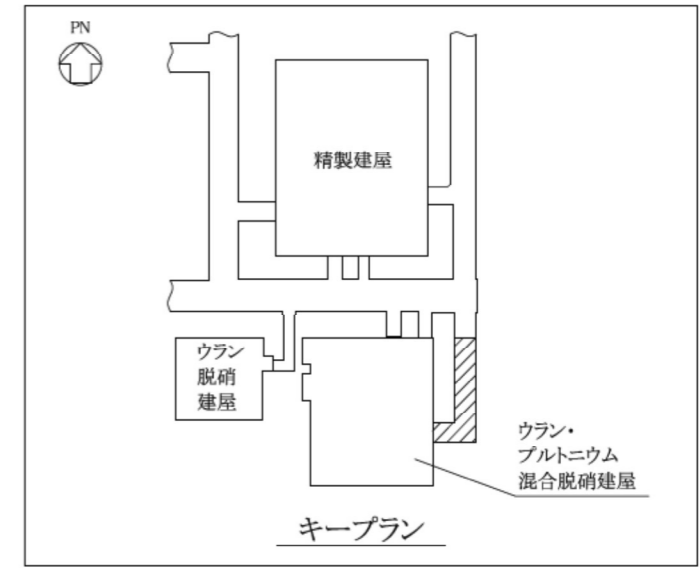 PN
精製建屋
ウラン
脱硝
建屋
ウラン・
プルトニウム
混合脱硝建屋
キープラン